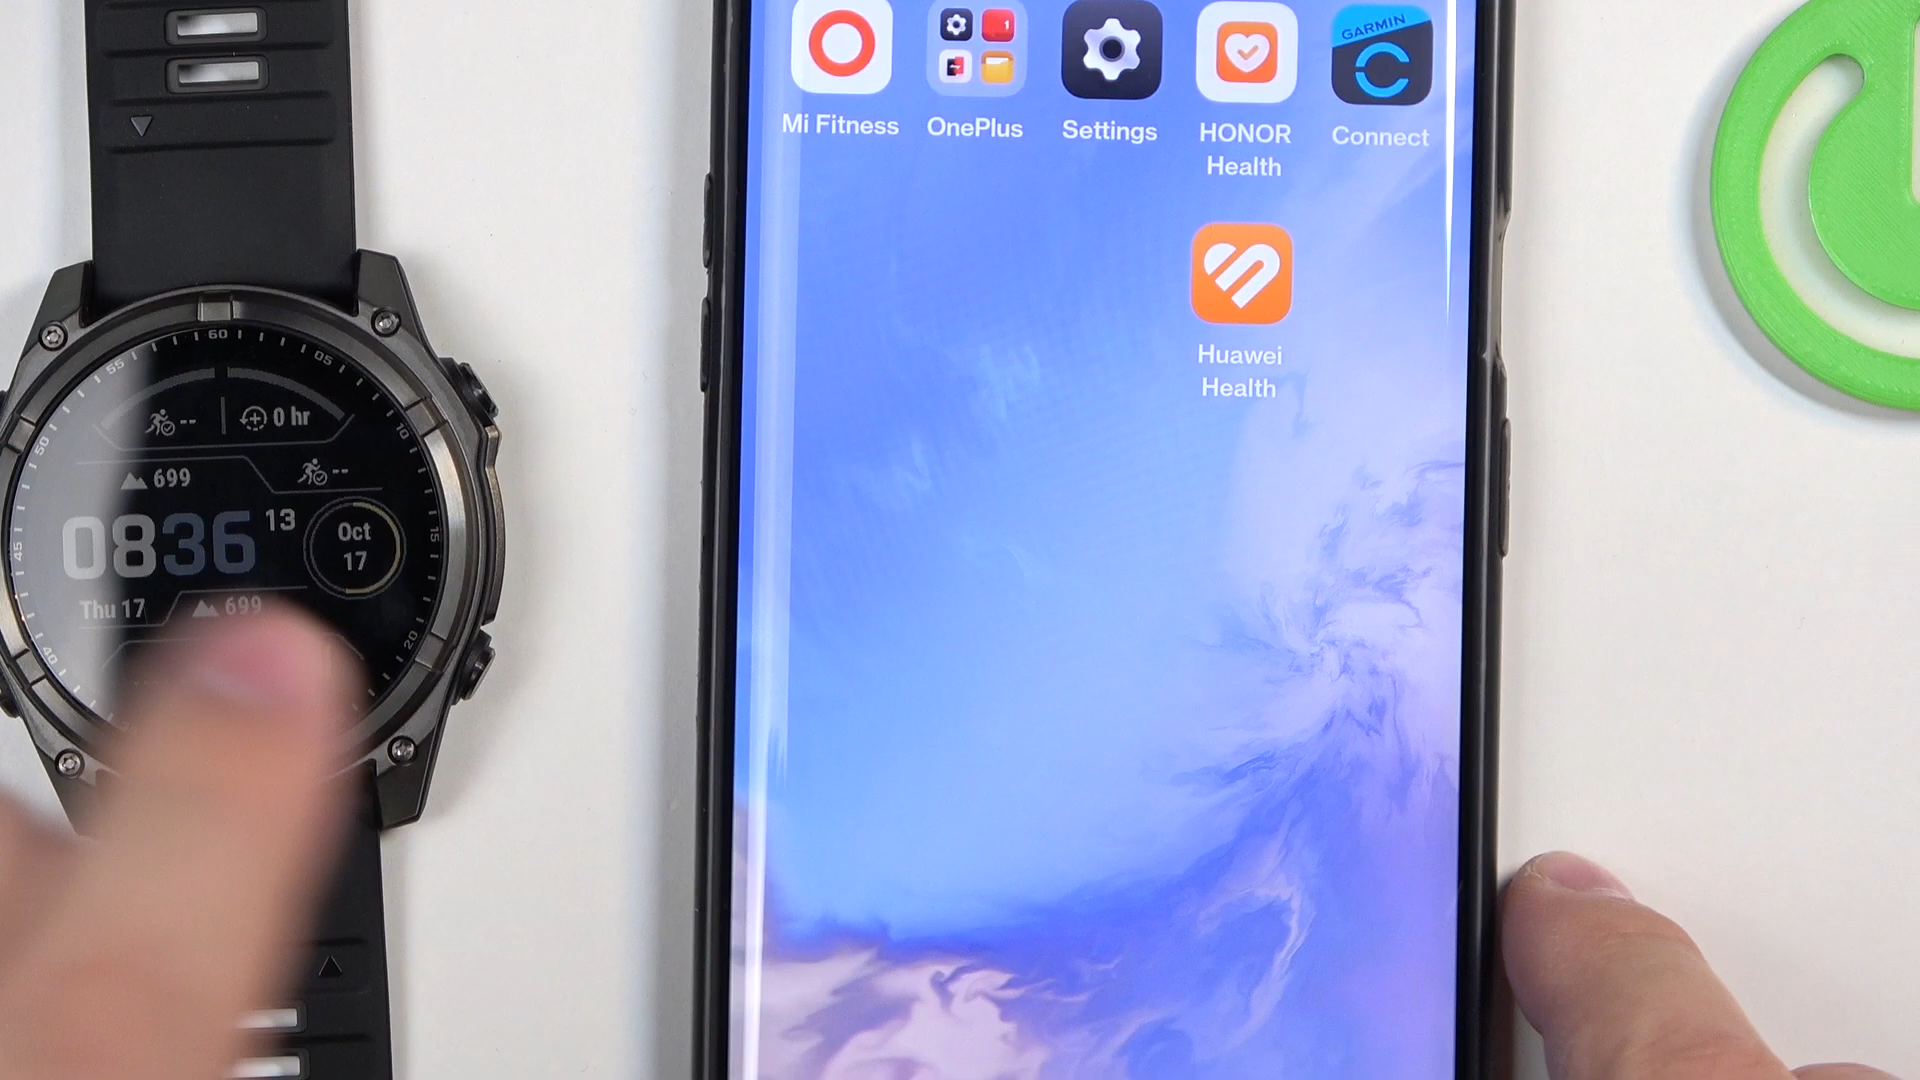 60
05
10
15
20
40
45
50
55
--
0 hr
699
--
0836
13
Oct
17
Thu 17
699
1
GARMIN
Mi Fitness
OnePlus
Settings
HONOR
Health
Connect
Huawei
Health